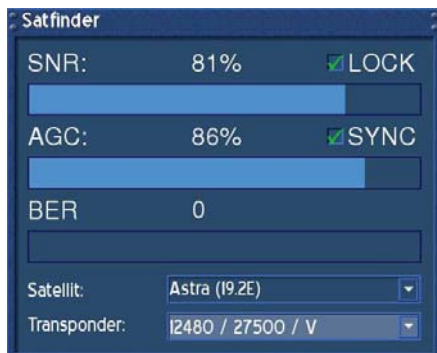 Satfinder
SNR: 81% LOCK
AGC: 86% SYNC
BER 0
Satellit: Astra (19.2E)
Transponder: 12480 / 27500 / V